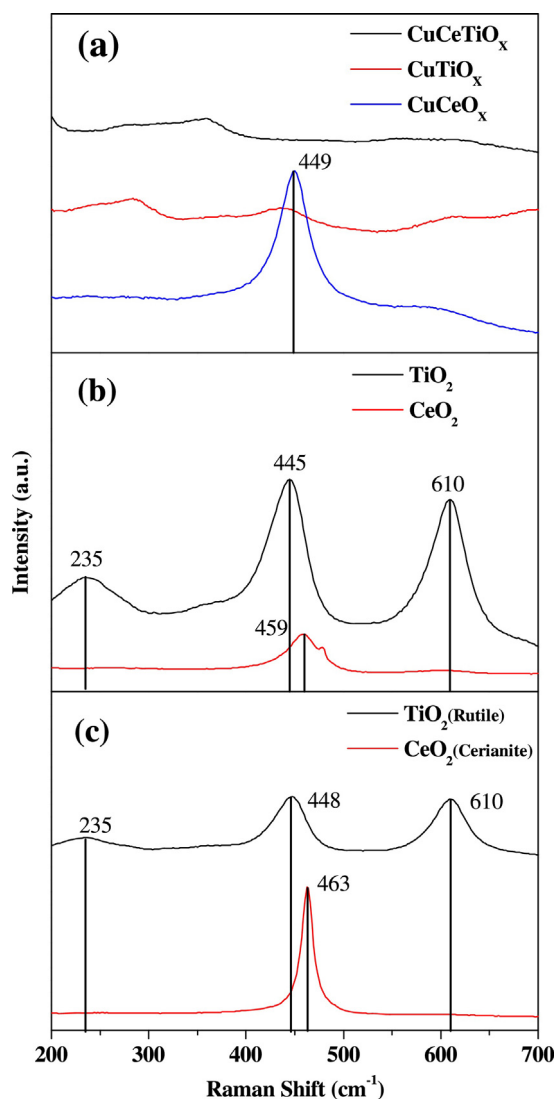 (a)
CuCeTiOₓ
CuTiOₓ
CuCeOₓ
449
(b)
TiO₂
CeO₂
235
445
610
459
Intensity (a.u.)
(c)
TiO₂(Rutile)
CeO₂(Cerianite)
235
448
610
463
200 300 400 500 600 700
Raman Shift (cm⁻¹)